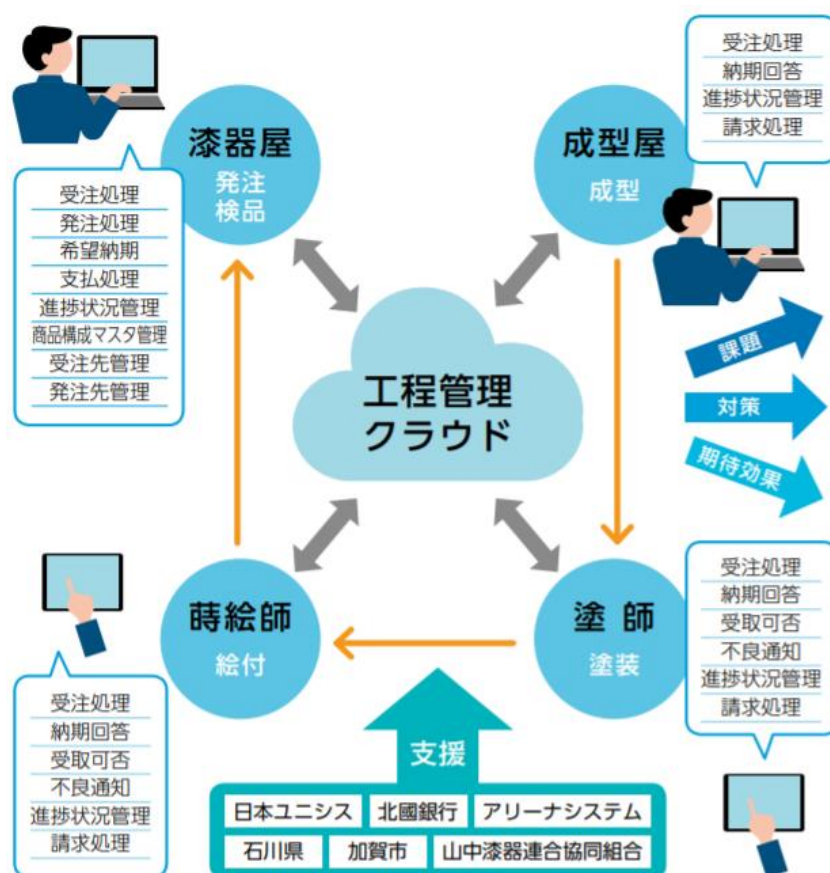 漆器屋
発注
検品
受注処理
発注処理
希望納期
支払処理
進捗状況管理
商品構成マスタ管理
受注先管理
発注先管理
成型屋
成型
受注処理
納期回答
進捗状況管理
請求処理
工程管理
クラウド
課題
対策
期待効果
蒔絵師
絵付
受注処理
納期回答
受取可否
不良通知
進捗状況管理
請求処理
塗師
塗装
受注処理
納期回答
受取可否
不良通知
進捗状況管理
請求処理
支援
日本ユニシス 北國銀行 アリーナシステム
石川県 加賀市 山中漆器連合協同組合